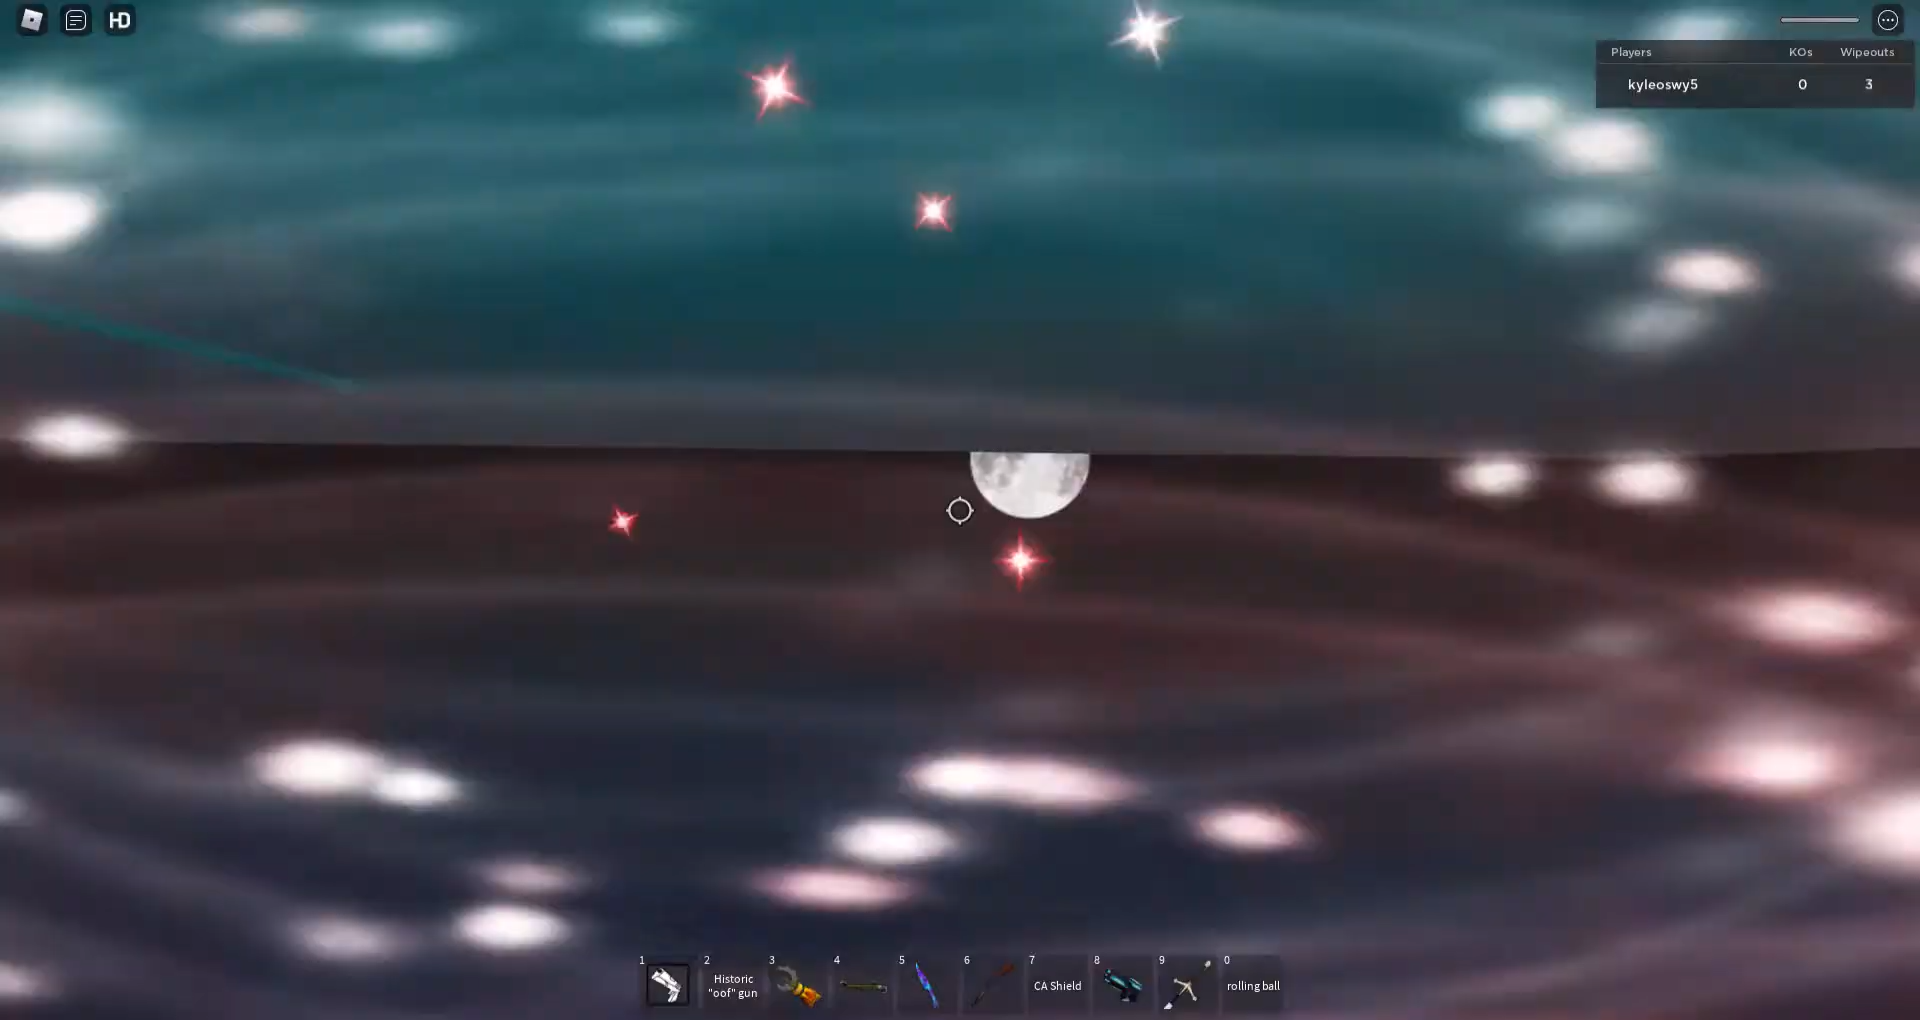 HD
Players KOs Wipeouts
kyleoswy5 0 3
1 2 3 4 5 6 7 8 9 0
Historic
"oof" gun
CA Shield
rolling ball